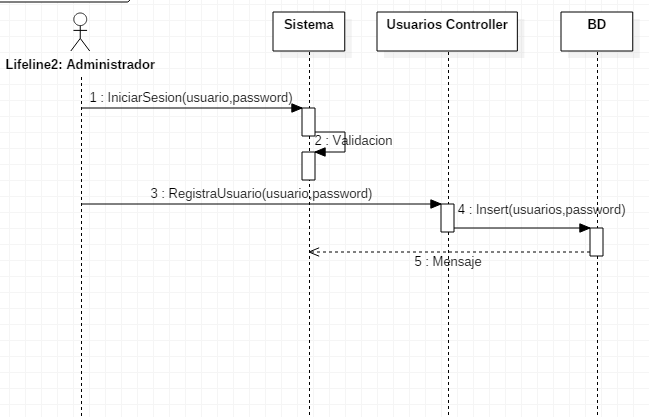 Sistema
Usuarios Controller
BD
Lifeline2: Administrador
1 : IniciarSesion(usuario,password)
2 : Validacion
3 : RegistraUsuario(usuario,password)
4 : Insert(usuarios,password)
5 : Mensaje